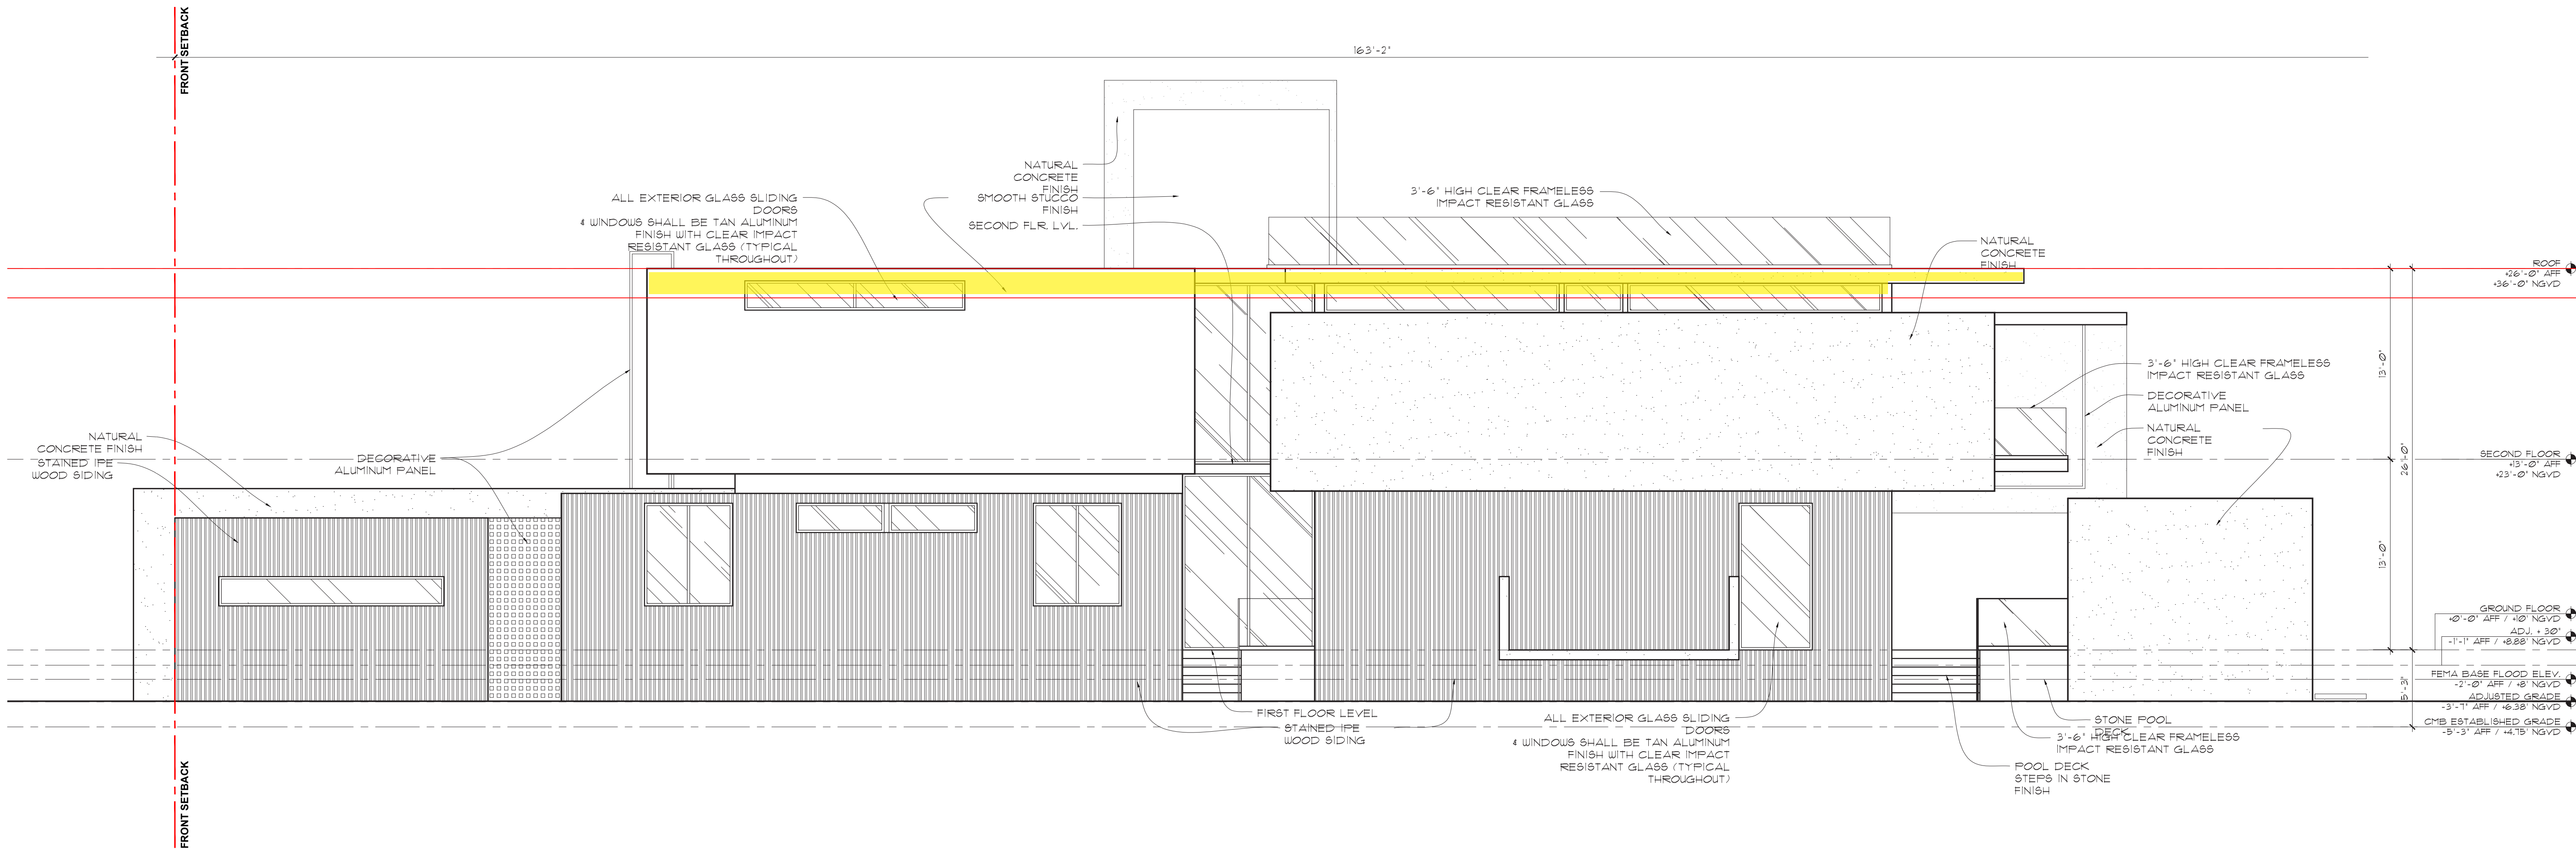 FRONT SETBACK
163'-2"
NATURAL
CONCRETE
FINISH
SMOOTH STUCCO
FINISH
SECOND FLR. LVL.
ALL EXTERIOR GLASS SLIDING
DOORS
& WINDOWS SHALL BE TAN ALUMINUM
FINISH WITH CLEAR IMPACT
RESISTANT GLASS (TYPICAL
THROUGHOUT)
3'-6" HIGH CLEAR FRAMELESS
IMPACT RESISTANT GLASS
NATURAL
CONCRETE
FINISH
ROOF
+26'-0" AFF
+36'-0" NGVD
13'-0"
3'-6" HIGH CLEAR FRAMELESS
IMPACT RESISTANT GLASS
DECORATIVE
ALUMINUM PANEL
NATURAL
CONCRETE
FINISH
NATURAL
CONCRETE FINISH
STAINED IPE
WOOD SIDING
DECORATIVE
ALUMINUM PANEL
SECOND FLOOR
+13'-0" AFF
+23'-0" NGVD
26'-0"
13'-0"
GROUND FLOOR
+0'-0" AFF / +10' NGVD
ADJ. + 30"
-1'-1" AFF / +8.88' NGVD
FEMA BASE FLOOD ELEV.
-2'-0" AFF / +8' NGVD
5'-3"
ADJUSTED GRADE
-3'-7" AFF / +6.38' NGVD
CMB ESTABLISHED GRADE
-5'-3" AFF / +4.75' NGVD
FIRST FLOOR LEVEL
STAINED IPE
WOOD SIDING
ALL EXTERIOR GLASS SLIDING
DOORS
& WINDOWS SHALL BE TAN ALUMINUM
FINISH WITH CLEAR IMPACT
RESISTANT GLASS (TYPICAL
THROUGHOUT)
STONE POOL
DECK
3'-6" HIGH CLEAR FRAMELESS
IMPACT RESISTANT GLASS
POOL DECK
STEPS IN STONE
FINISH
FRONT SETBACK